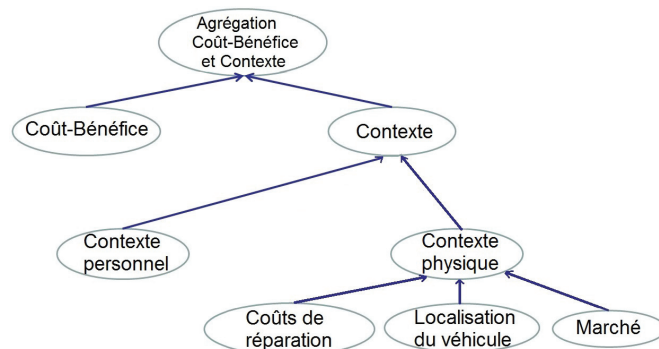 Agrégation
Coût-Bénéfice
et Contexte
Coût-Bénéfice
Contexte
Contexte
personnel
Contexte
physique
Coûts de
réparation
Localisation
du véhicule
Marché